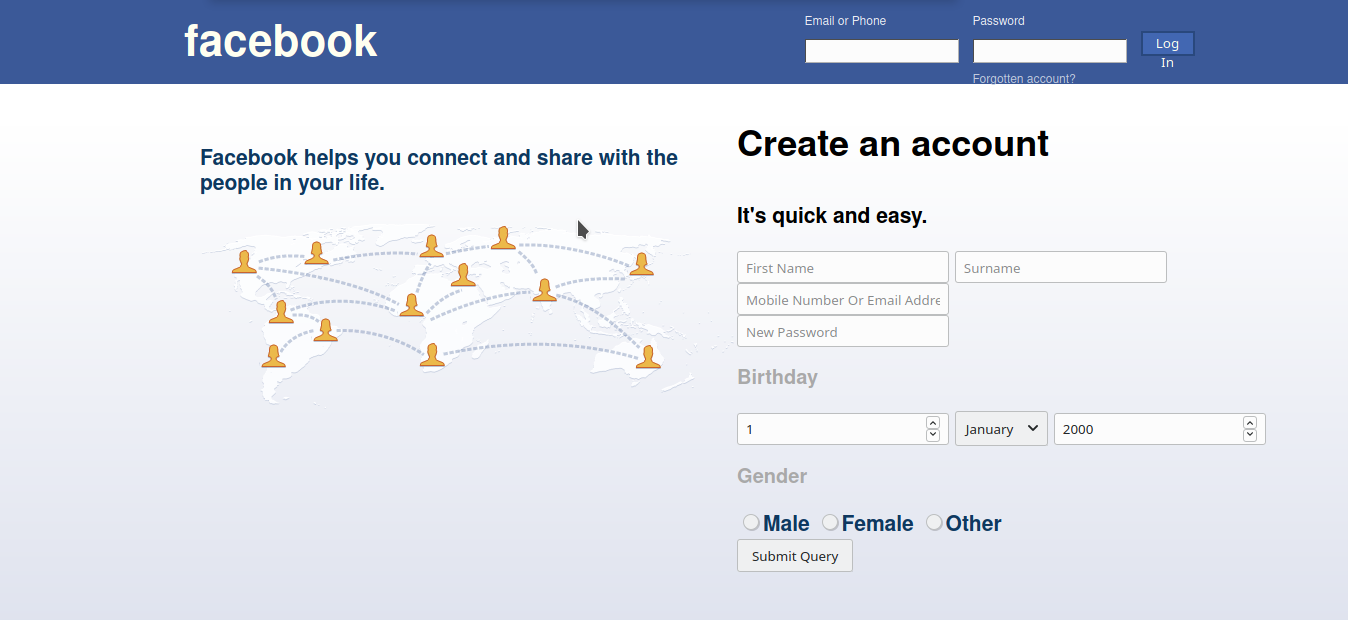 facebook
Email or Phone
Password
Log
In
Forgotten account?
Facebook helps you connect and share with the
people in your life.
Create an account
It's quick and easy.
First Name
Surname
Mobile Number Or Email Addre
New Password
Birthday
1
January
2000
Gender
Male
Female
Other
Submit Query